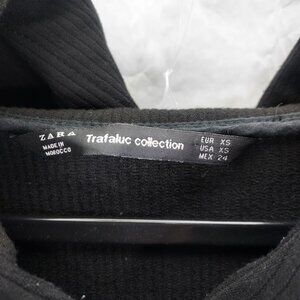 ZARA
MADE IN
MOROCCO
Trafaluc collection
EUR XS
USA XS
MEX 24